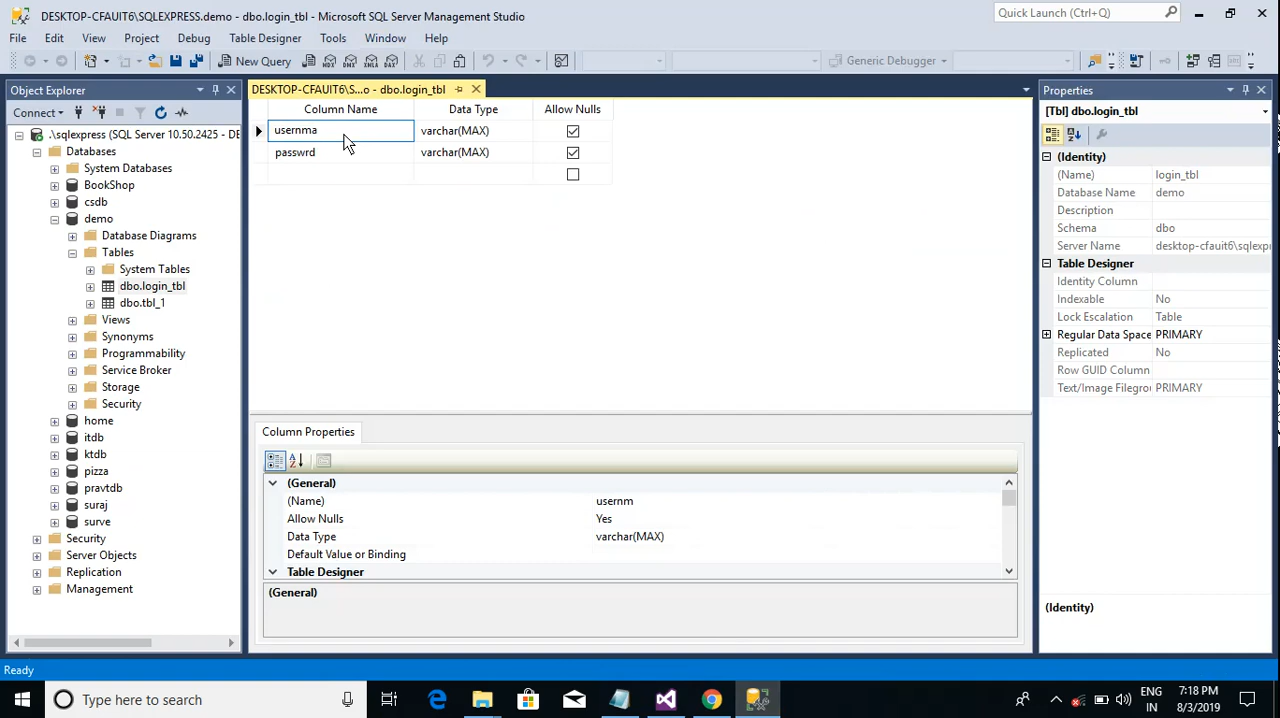 DESKTOP-CFAUIT6\SQLEXPRESS.demo - dbo.login_tbl - Microsoft SQL Server Management Studio
Quick Launch (Ctrl+Q)
File Edit View Project Debug Table Designer Tools Window Help
New Query
Generic Debugger
Object Explorer
Connect
.\sqlexpress (SQL Server 10.50.2425 - DE
Databases
System Databases
BookShop
csdb
demo
Database Diagrams
Tables
System Tables
dbo.login_tbl
dbo.tbl_1
Views
Synonyms
Programmability
Service Broker
Storage
Security
home
itdb
ktdb
pizza
pravtdb
suraj
surve
Security
Server Objects
Replication
Management
DESKTOP-CFAUIT6\S...o - dbo.login_tbl
Column Name Data Type Allow Nulls
usernma varchar(MAX)
passwrd varchar(MAX)
Column Properties
(General)
(Name) usernm
Allow Nulls Yes
Data Type varchar(MAX)
Default Value or Binding
Table Designer
(General)
Properties
[Tbl] dbo.login_tbl
(Identity)
(Name) login_tbl
Database Name demo
Description
Schema dbo
Server Name desktop-cfauit6\sqlexpre
Table Designer
Identity Column
Indexable No
Lock Escalation Table
Regular Data Space PRIMARY
Replicated No
Row GUID Column
Text/Image Filegrou PRIMARY
(Identity)
Ready
Type here to search
ENG
IN
7:18 PM
8/3/2019